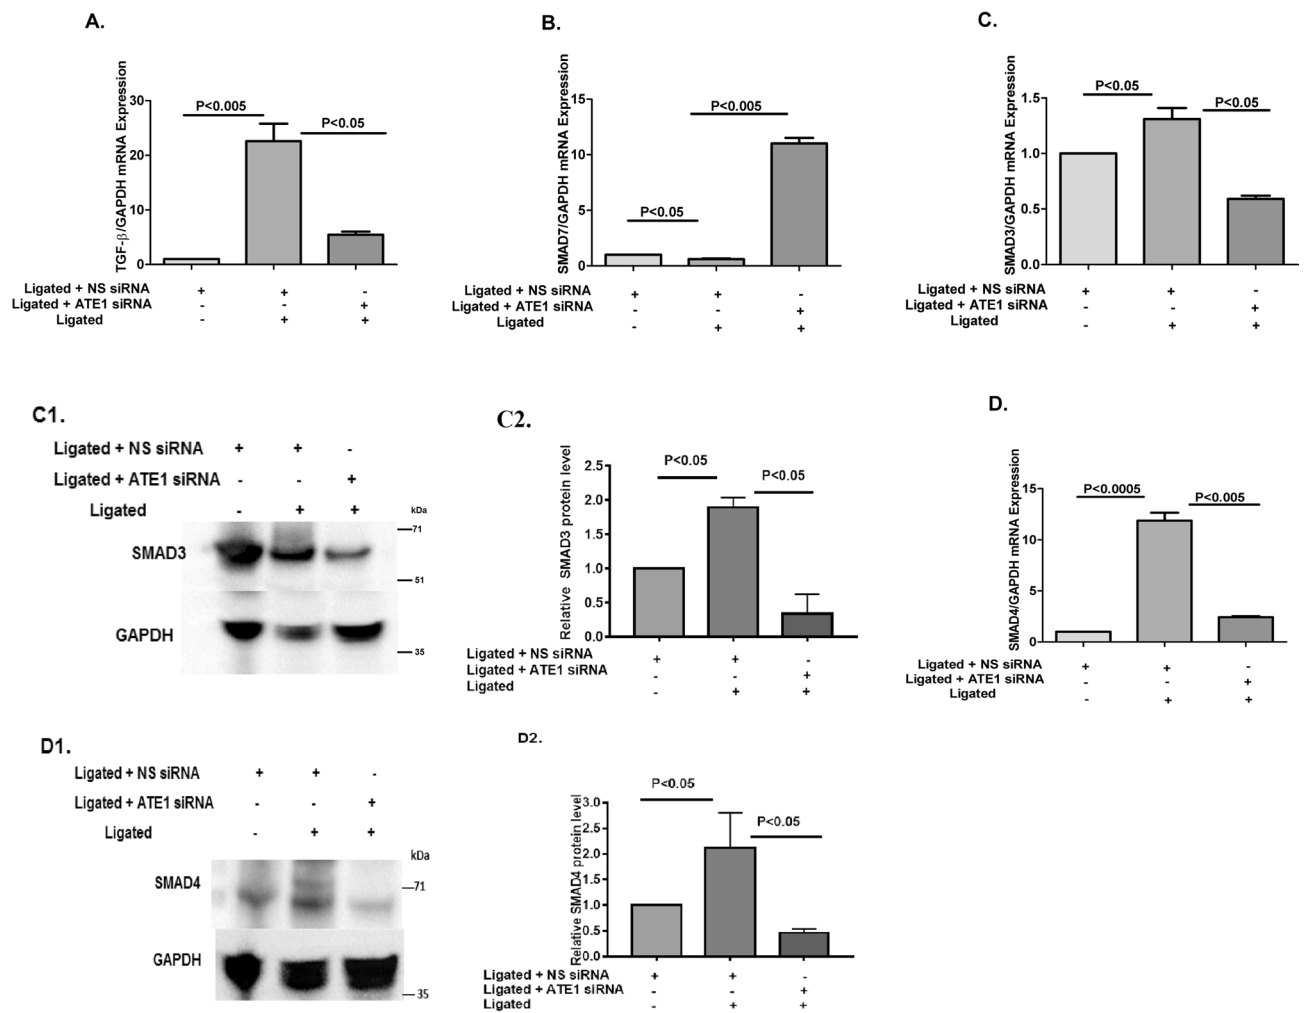 A.
TGF-β/GAPDH mRNA Expression
30
20
10
0
P<0.005
P<0.05
Ligated + NS siRNA + + -
Ligated + ATE1 siRNA - - +
Ligated - + +
B.
SMAD7/GAPDH mRNA Expression
15
10
5
0
P<0.005
P<0.05
Ligated + NS siRNA + + -
Ligated + ATE1 siRNA - - +
Ligated - + +
C.
SMAD3/GAPDH mRNA Expression
1.5
1.0
0.5
0.0
P<0.05
P<0.05
Ligated + NS siRNA + + -
Ligated + ATE1 siRNA - - +
Ligated - + +
C1.
Ligated + NS siRNA + + -
Ligated + ATE1 siRNA - - +
Ligated - + +
kDa
71
SMAD3
51
GAPDH
35
C2.
Relative SMAD3 protein level
2.5
2.0
1.5
1.0
0.5
0.0
P<0.05
P<0.05
Ligated + NS siRNA + + -
Ligated + ATE1 siRNA - - +
Ligated - + +
D.
SMAD4/GAPDH mRNA Expression
15
10
5
0
P<0.0005
P<0.005
Ligated + NS siRNA + + -
Ligated + ATE1 siRNA - - +
Ligated - + +
D1.
Ligated + NS siRNA + + -
Ligated + ATE1 siRNA - - +
Ligated - + +
kDa
SMAD4
71
GAPDH
35
D2.
Relative SMAD4 protein level
3.0
2.5
2.0
1.5
1.0
0.5
0.0
P<0.05
P<0.05
Ligated + NS siRNA + + -
Ligated + ATE1 siRNA - - +
Ligated - + +